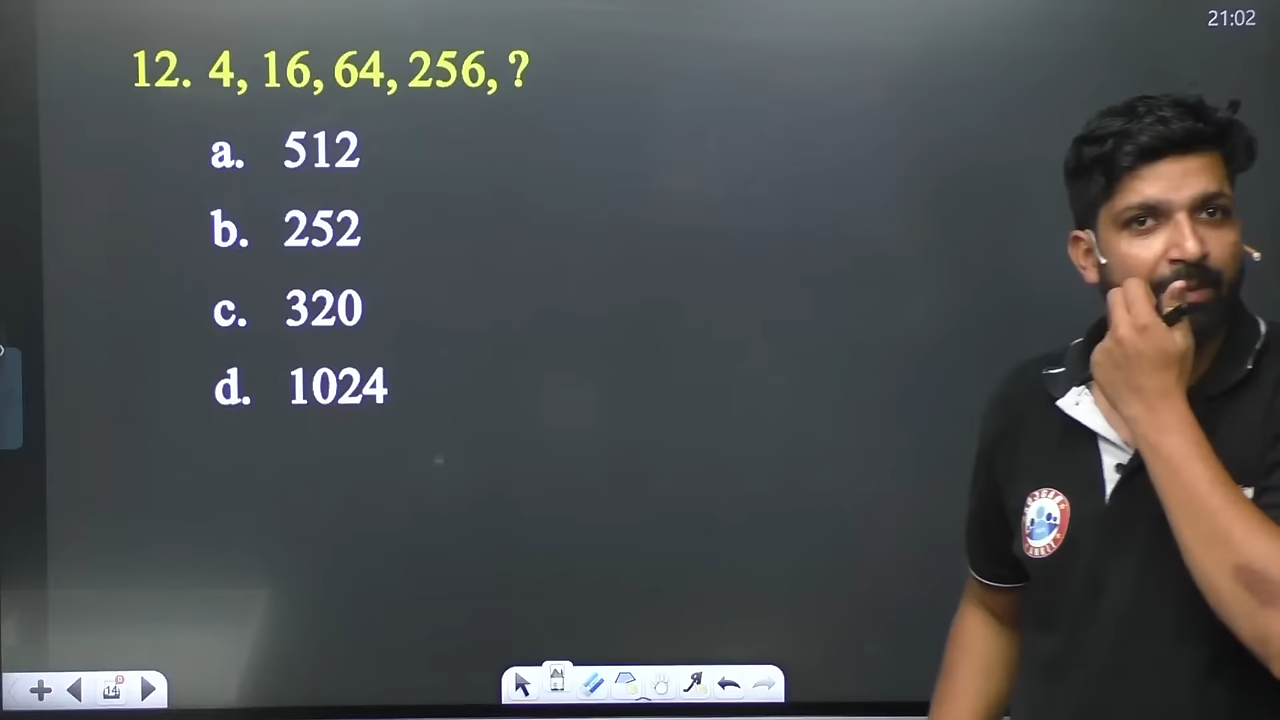 21:02
12. 4, 16, 64, 256, ?
a. 512
b. 252
c. 320
d. 1024
14